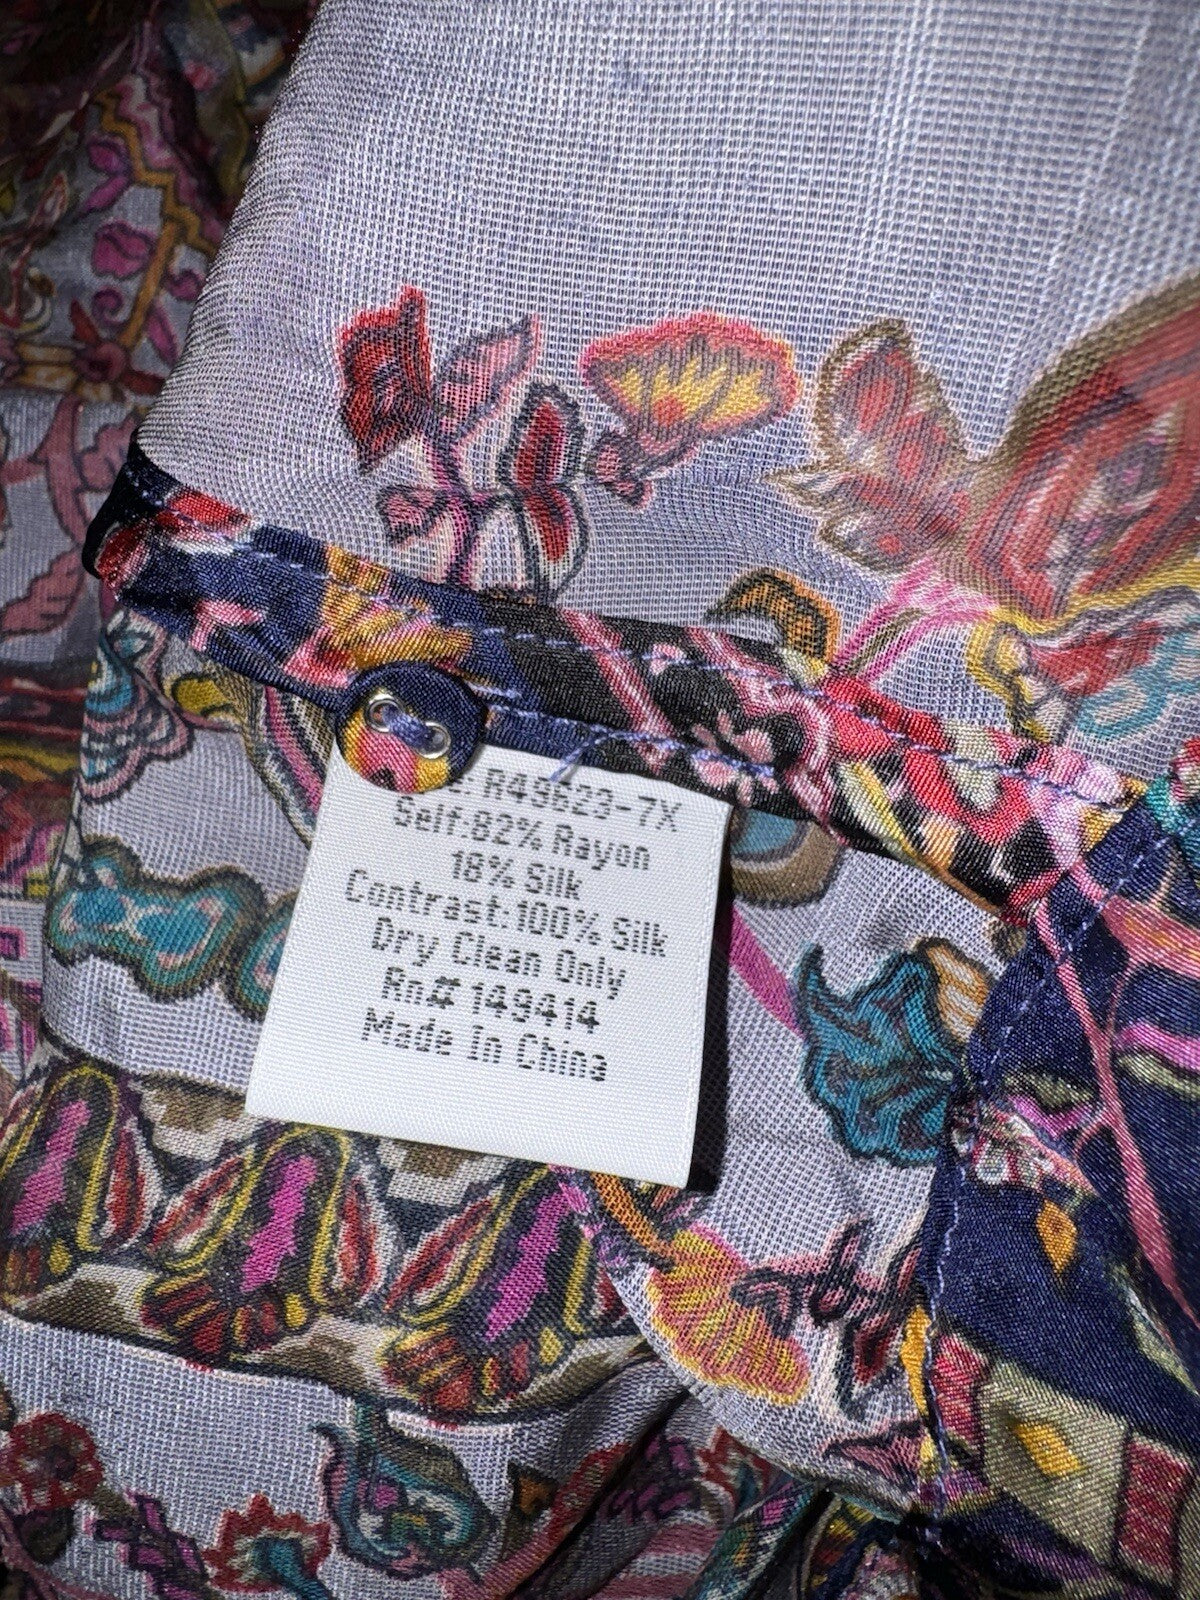 R49623-7X
Self:82% Rayon
18% Silk
Contrast:100% Silk
Dry Clean Only
Rn#149414
Made In China